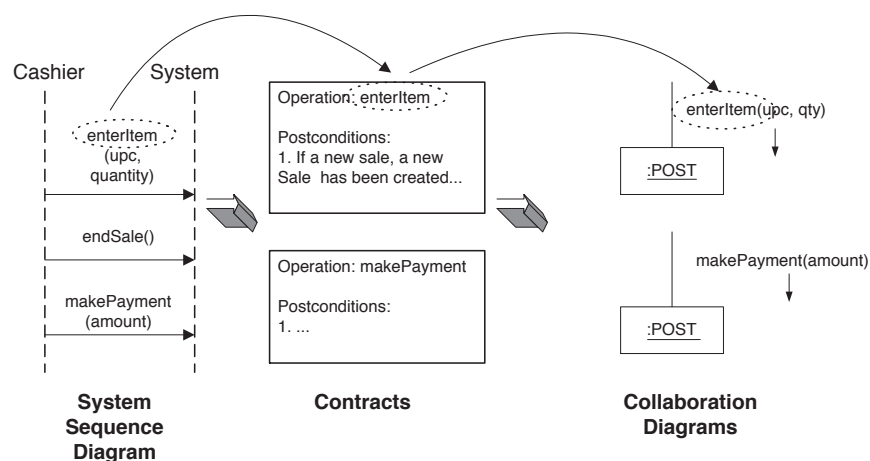 Cashier
System
enterItem
(upc,
quantity)
endSale()
makePayment
(amount)
System
Sequence
Diagram
Operation: enterItem
Postconditions:
1. If a new sale, a new
Sale has been created...
Operation: makePayment
Postconditions:
1. ...
Contracts
enterItem(upc, qty)
:POST
makePayment(amount)
:POST
Collaboration
Diagrams